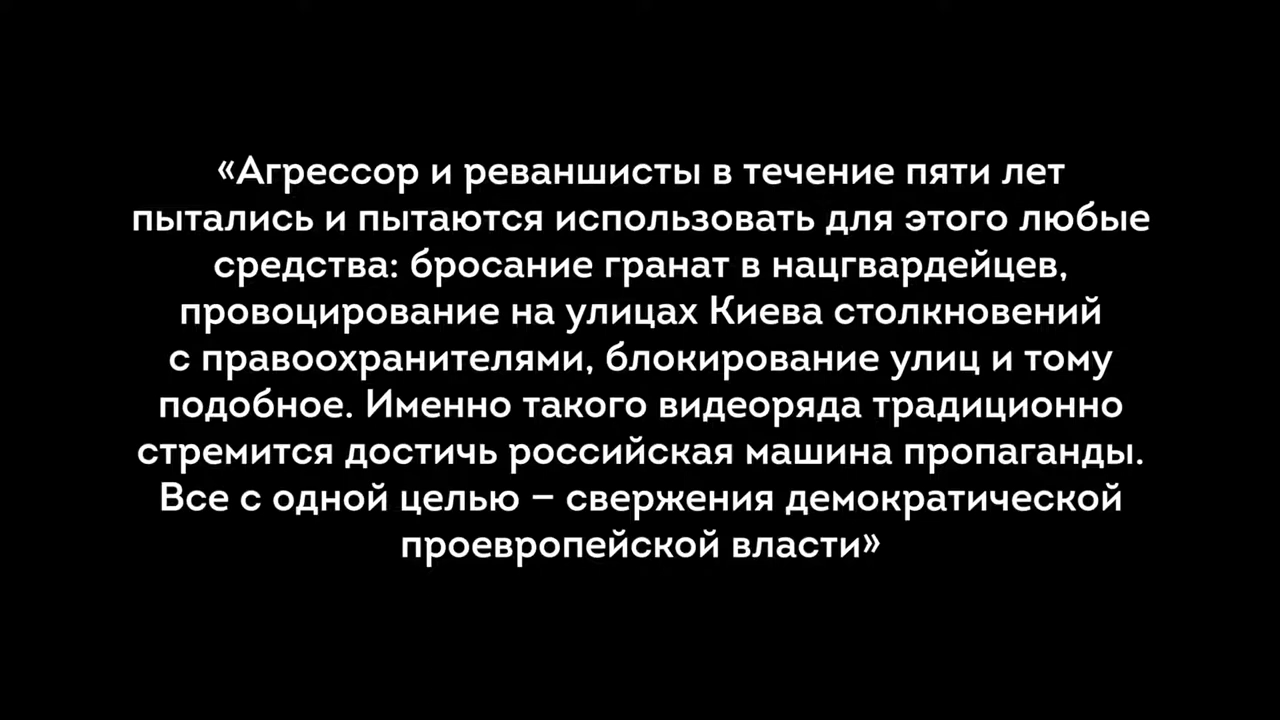 «Агрессор и реваншисты в течение пяти лет
пытались и пытаются использовать для этого любые
средства: бросание гранат в нацгвардейцев,
провоцирование на улицах Киева столкновений
с правоохранителями, блокирование улиц и тому
подобное. Именно такого видеоряда традиционно
стремится достичь российская машина пропаганды.
Все с одной целью – свержения демократической
проевропейской власти»